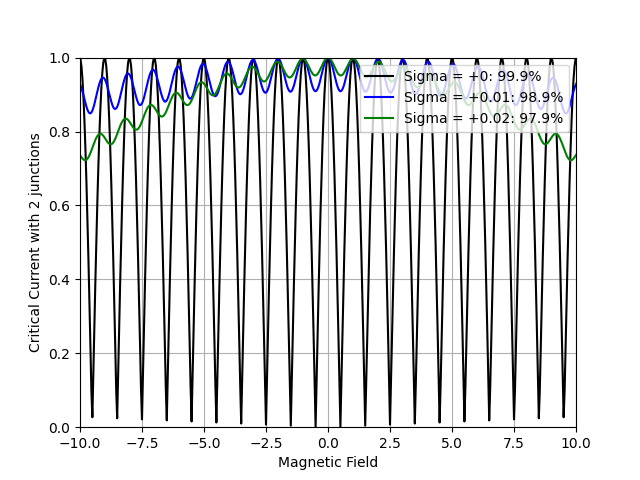 1.0
0.8
0.6
0.4
0.2
0.0
Critical Current with 2 junctions
Sigma = +0: 99.9%
Sigma = +0.01: 98.9%
Sigma = +0.02: 97.9%
−10.0 −7.5 −5.0 −2.5 0.0 2.5 5.0 7.5 10.0
Magnetic Field